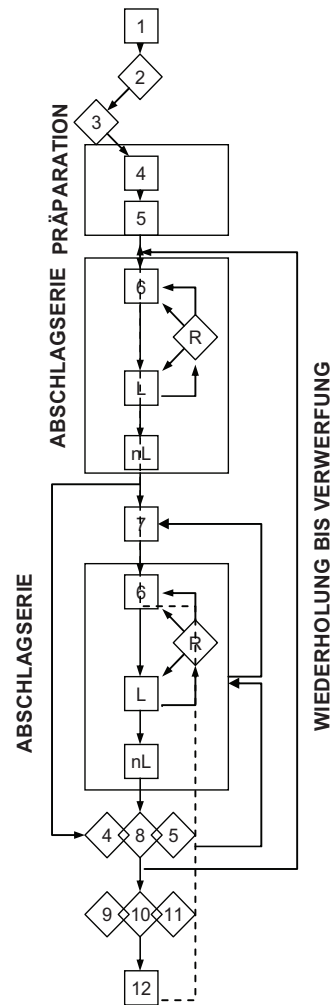 1
2
3
4
5
6
R
L
nL
7
6
R
L
nL
4 8 5
9 10 11
12
ABSCHLAGSERIE PRÄPARATION
ABSCHLAGSERIE
WIEDERHOLUNG BIS VERWERFUNG